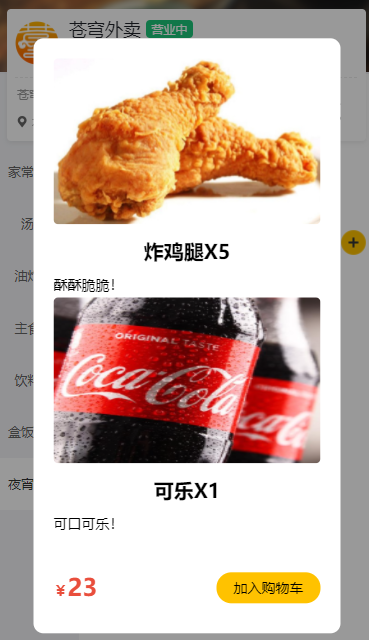 苍穹外卖 营业中
苍穹
家常
汤
油炸
主食
饮料
盒饭
夜宵
炸鸡腿X5
酥酥脆脆！
ORIGINAL TASTE
Coca-Cola
可乐X1
可口可乐！
¥23
加入购物车